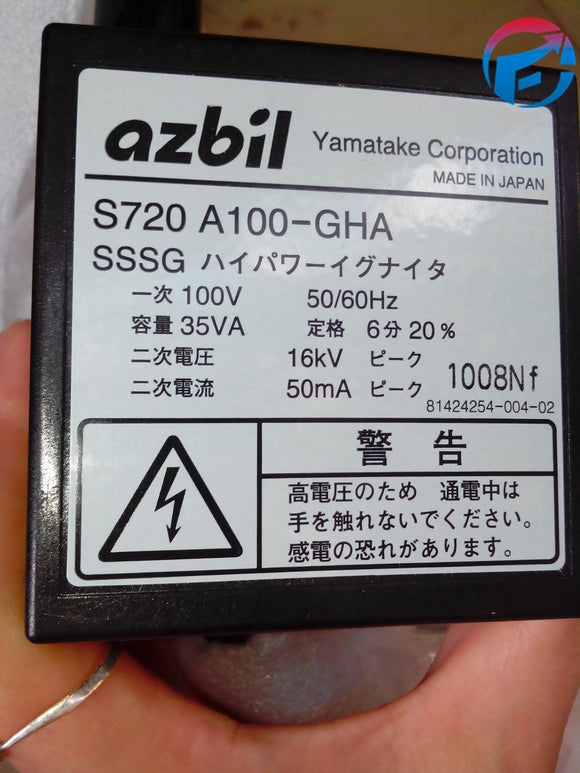 azbil Yamatake Corporation
MADE IN JAPAN
S720 A100-GHA
SSSG ハイパワーイグナイタ
一次 100V 50/60Hz
容量 35VA 定格 6分 20%
二次電圧 16kV ピーク
二次電流 50mA ピーク 1008Nf
81424254-004-02
警告
高電圧のため 通電中は
手を触れないでください。
感電の恐れがあります。